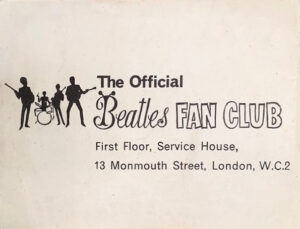 The Official
Beatles FAN CLUB
First Floor, Service House,
13 Monmouth Street, London, W.C.2